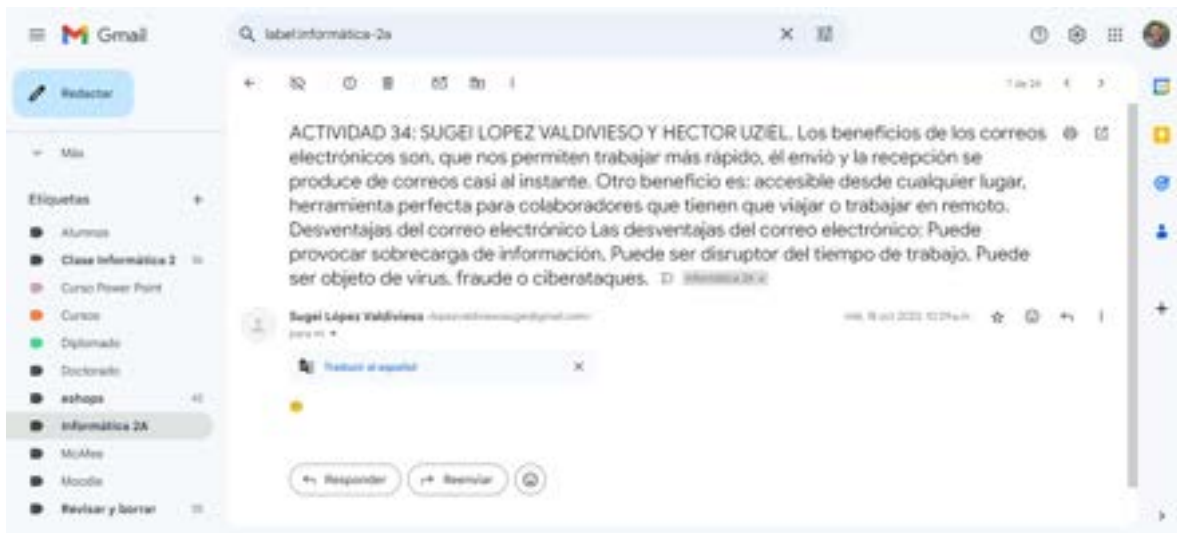 Gmail
label:informática-2a
Redactar
7 de 24
Más
Etiquetas
Alumnos
Clase Informática 2
Curso Power Point
Cursos
Diplomado
Doctorado
eshops
Informática 2A
McAfee
Moodle
Revisar y borrar
ACTIVIDAD 34: SUGEI LOPEZ VALDIVIESO Y HECTOR UZIEL. Los beneficios de los correos
electrónicos son, que nos permiten trabajar más rápido, él envió y la recepción se
produce de correos casi al instante. Otro beneficio es: accesible desde cualquier lugar,
herramienta perfecta para colaboradores que tienen que viajar o trabajar en remoto.
Desventajas del correo electrónico Las desventajas del correo electrónico: Puede
provocar sobrecarga de información, Puede ser disruptor del tiempo de trabajo, Puede
ser objeto de virus, fraude o ciberataques. Informática 2A x
Sugei López Valdivieso
para mí
Traducir al español
Responder Reenviar